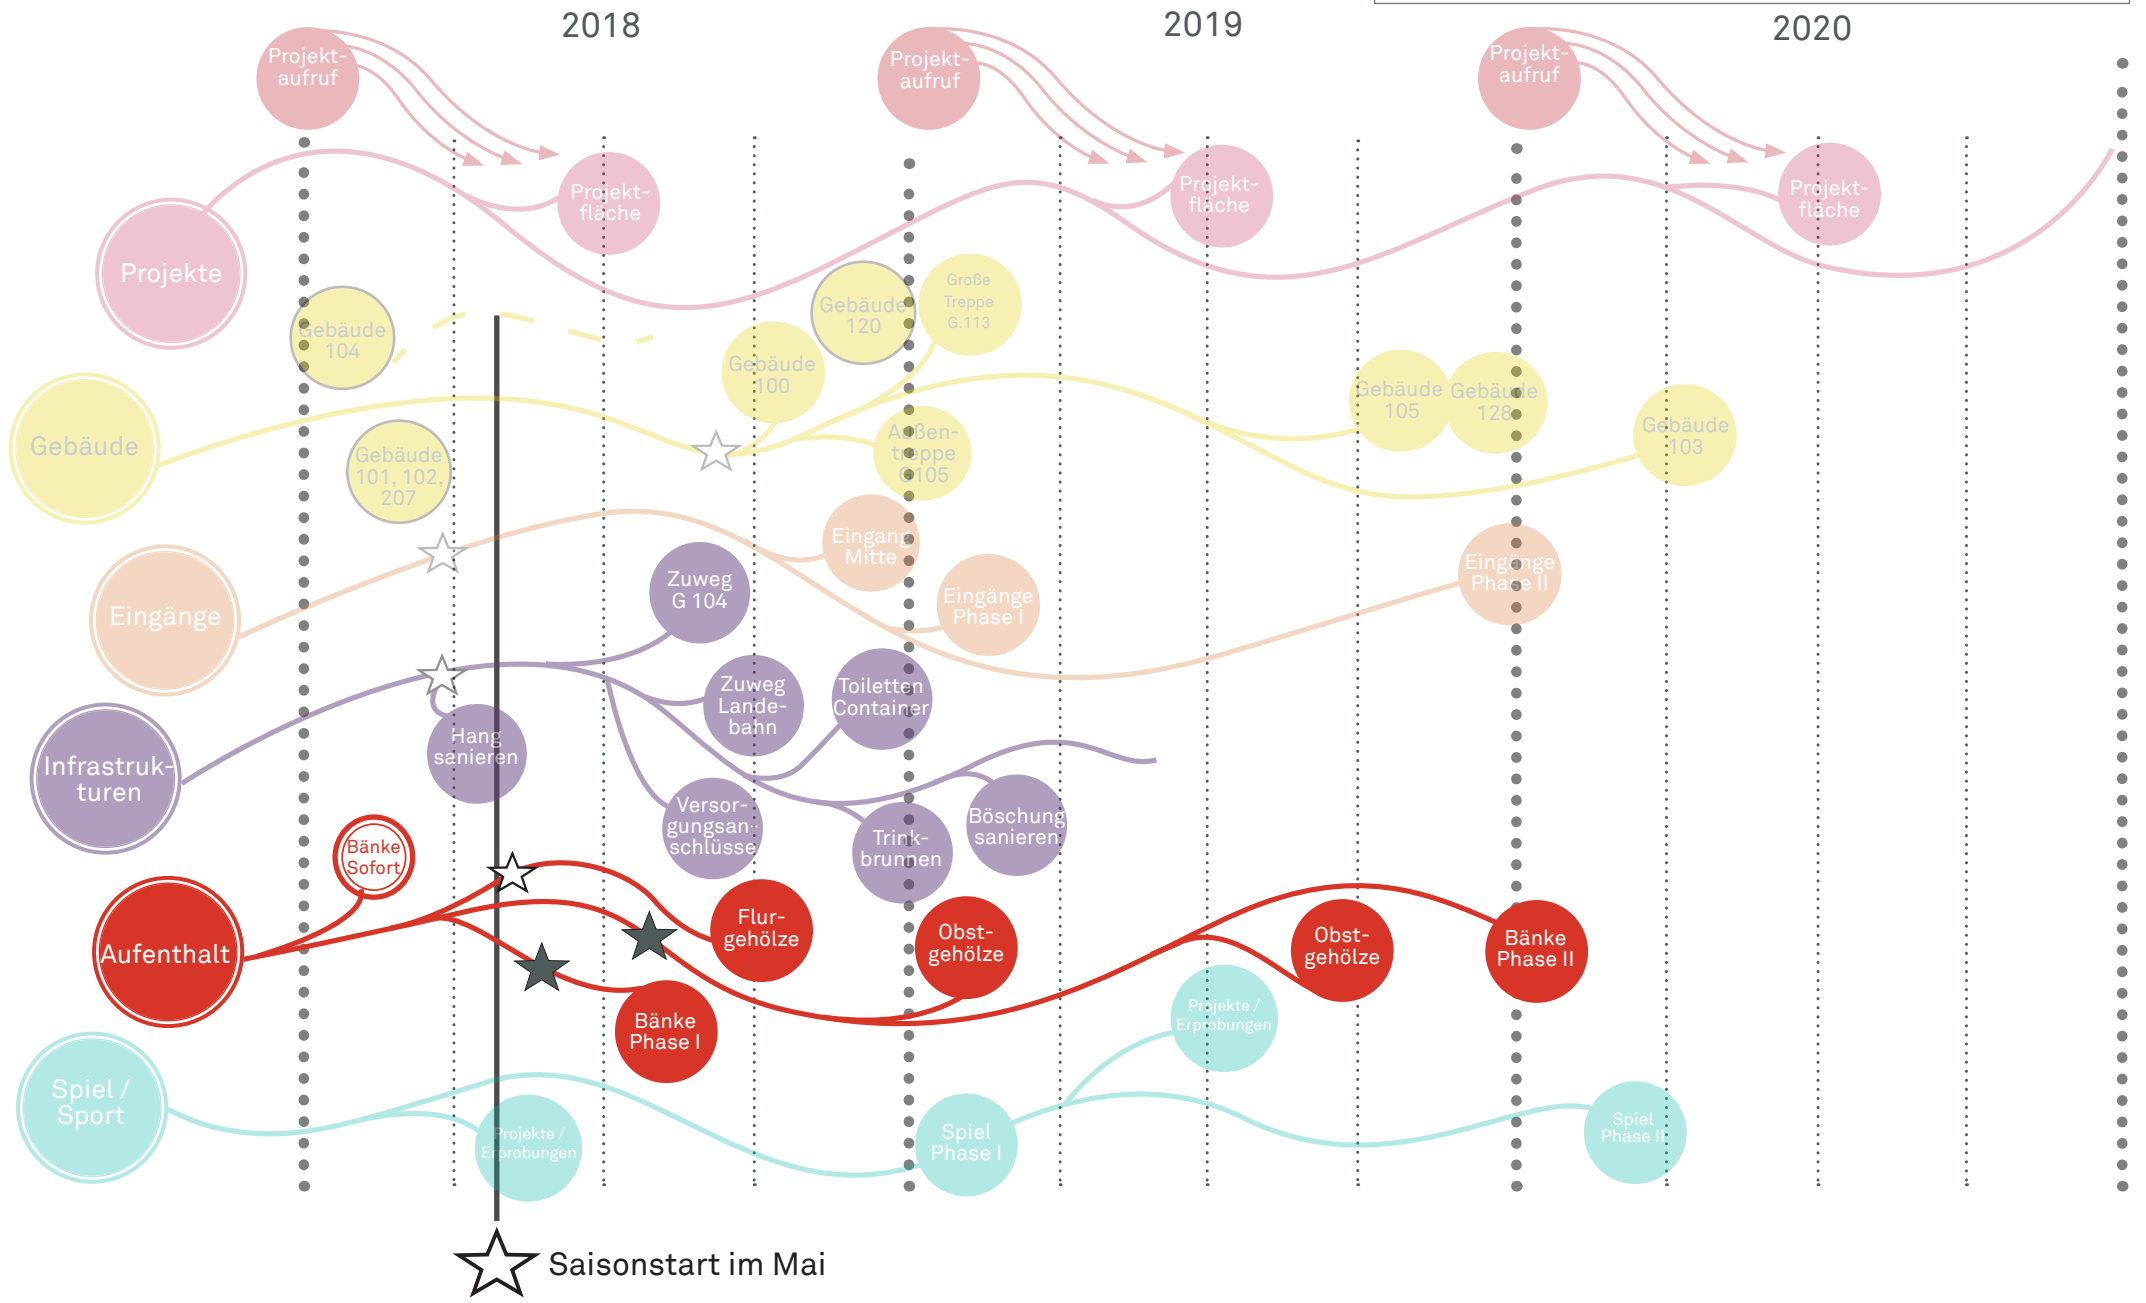 2018
2019
2020
Projekt-
aufruf
Projekt-
aufruf
Projekt-
aufruf
Projekt-
fläche
Projekt-
fläche
Projekt-
fläche
Projekte
Gebäude
104
Gebäude
120
Große
Treppe
G.113
Gebäude
100
Gebäude
105
Gebäude
128
Gebäude
103
Gebäude
Gebäude
101, 102,
207
Außen-
treppe
G105
Eingang
Mitte
Eingänge
Phase I
Eingänge
Phase II
Eingänge
Zuweg
G 104
Zuweg
Lande-
bahn
Toiletten
Container
Hang
sanieren
Infrastruk-
turen
Versor-
gungsan-
schlüsse
Trink-
brunnen
Böschung
sanieren
Bänke
Sofort
Aufenthalt
Flur-
gehölze
Obst-
gehölze
Obst-
gehölze
Bänke
Phase II
Bänke
Phase I
Projekte /
Erprobungen
Spiel /
Sport
Projekte /
Erprobungen
Spiel
Phase I
Spiel
Phase II
Saisonstart im Mai